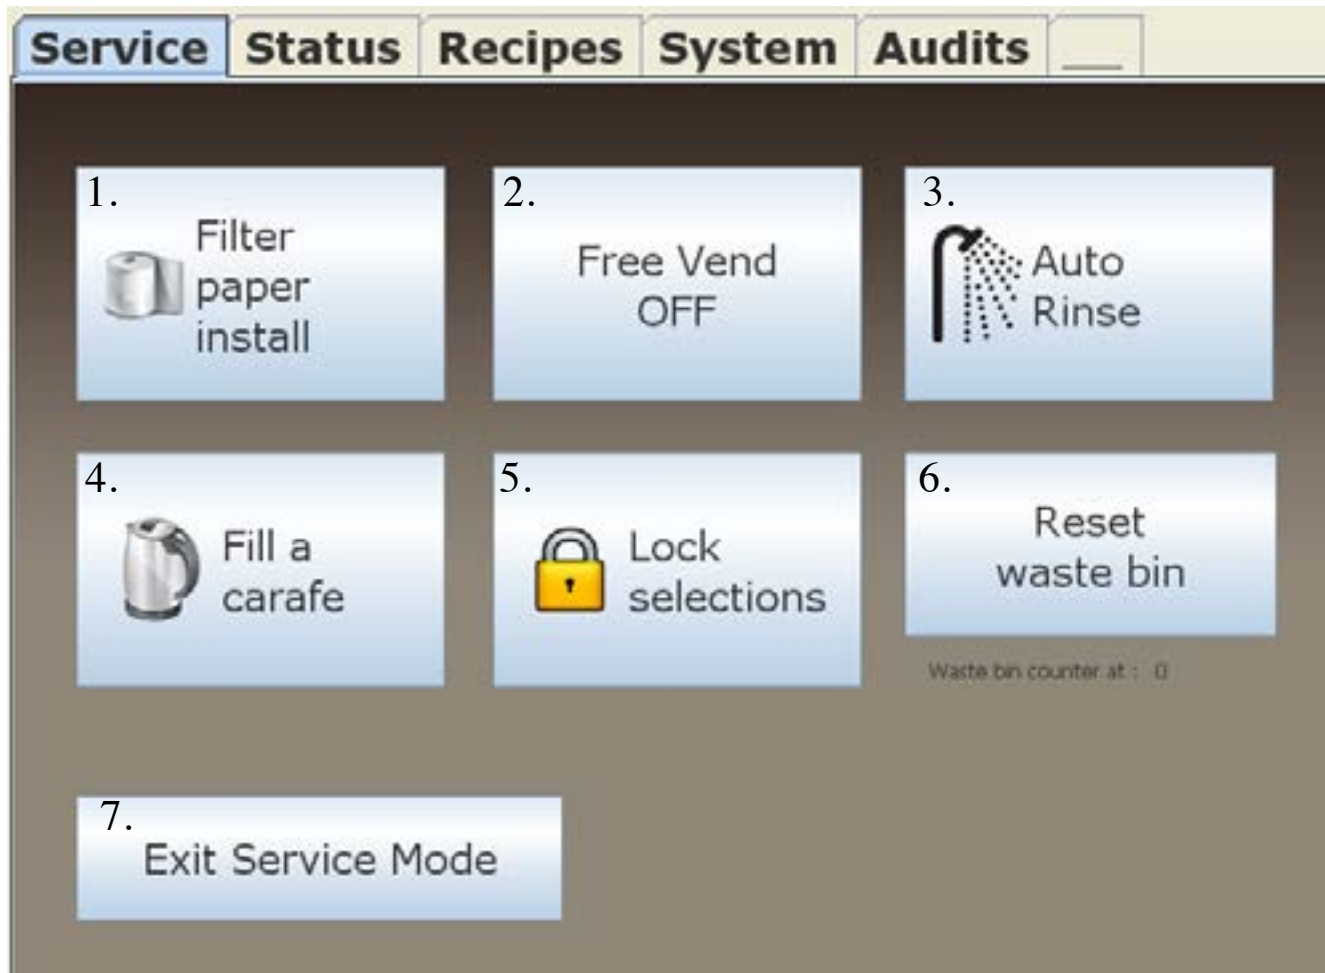 Service Status Recipes System Audits __
1.
Filter
paper
install
2.
Free Vend
OFF
3.
Auto
Rinse
4.
Fill a
carafe
5.
Lock
selections
6.
Reset
waste bin
Waste bin counter at : 0
7.
Exit Service Mode